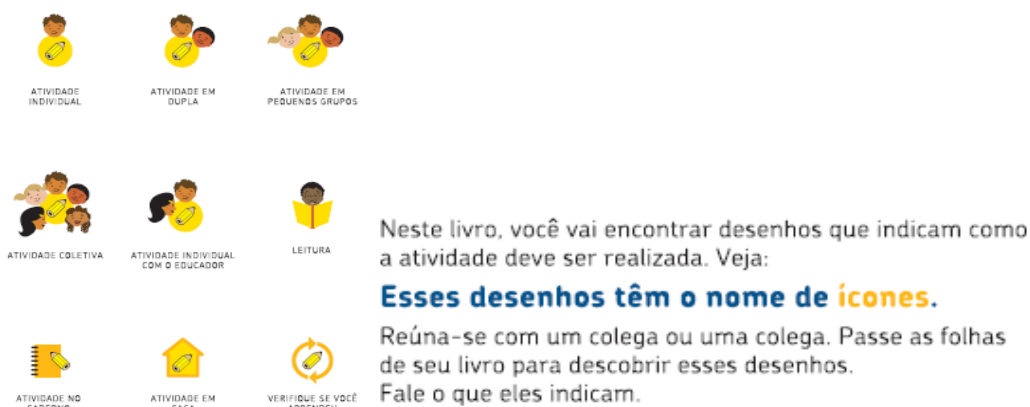 ATIVIDADE
INDIVIDUAL
ATIVIDADE EM
DUPLA
ATIVIDADE EM
PEQUENOS GRUPOS
ATIVIDADE COLETIVA
ATIVIDADE INDIVIDUAL
COM O EDUCADOR
LEITURA
ATIVIDADE NO
CADERNO
ATIVIDADE EM
CASA
VERIFIQUE SE VOCÊ
APRENDEU
Neste livro, você vai encontrar desenhos que indicam como
a atividade deve ser realizada. Veja:
Esses desenhos têm o nome de ícones.
Reúna-se com um colega ou uma colega. Passe as folhas
de seu livro para descobrir esses desenhos.
Fale o que eles indicam.